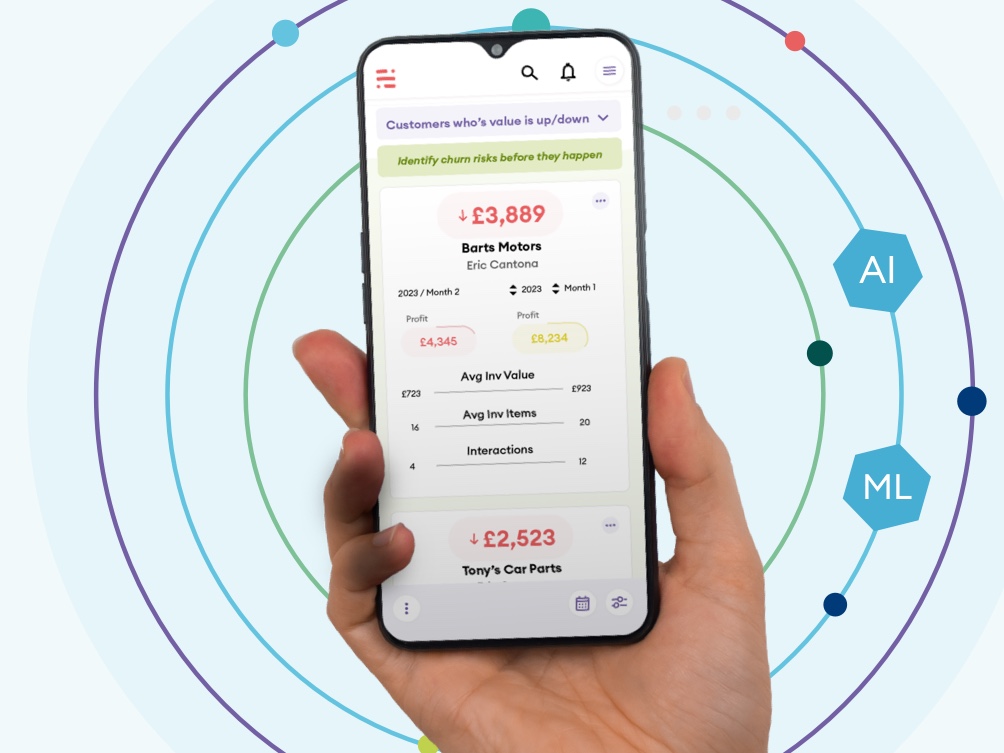 Customers who's value is up/down
Identify churn risks before they happen
↓£3,889
Barts Motors
Eric Cantona
2023 / Month 2
2023 Month 1
Profit Profit
£4,345 £8,234
Avg Inv Value
£723 £923
Avg Inv Items
16 20
Interactions
4 12
↓£2,523
Tony's Car Parts
AI
ML